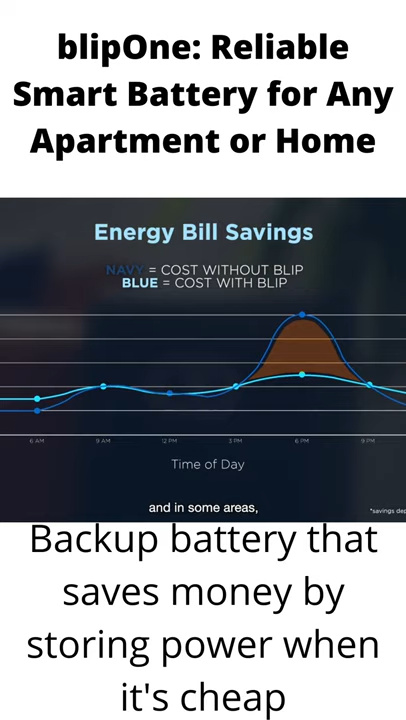 blipOne: Reliable
Smart Battery for Any
Apartment or Home
Energy Bill Savings
NAVY = COST WITHOUT BLIP
BLUE = COST WITH BLIP
6 AM 9 AM 12 PM 3 PM 6 PM 9 PM
Time of Day
and in some areas,
*savings dep
Backup battery that
saves money by
storing power when
it's cheap